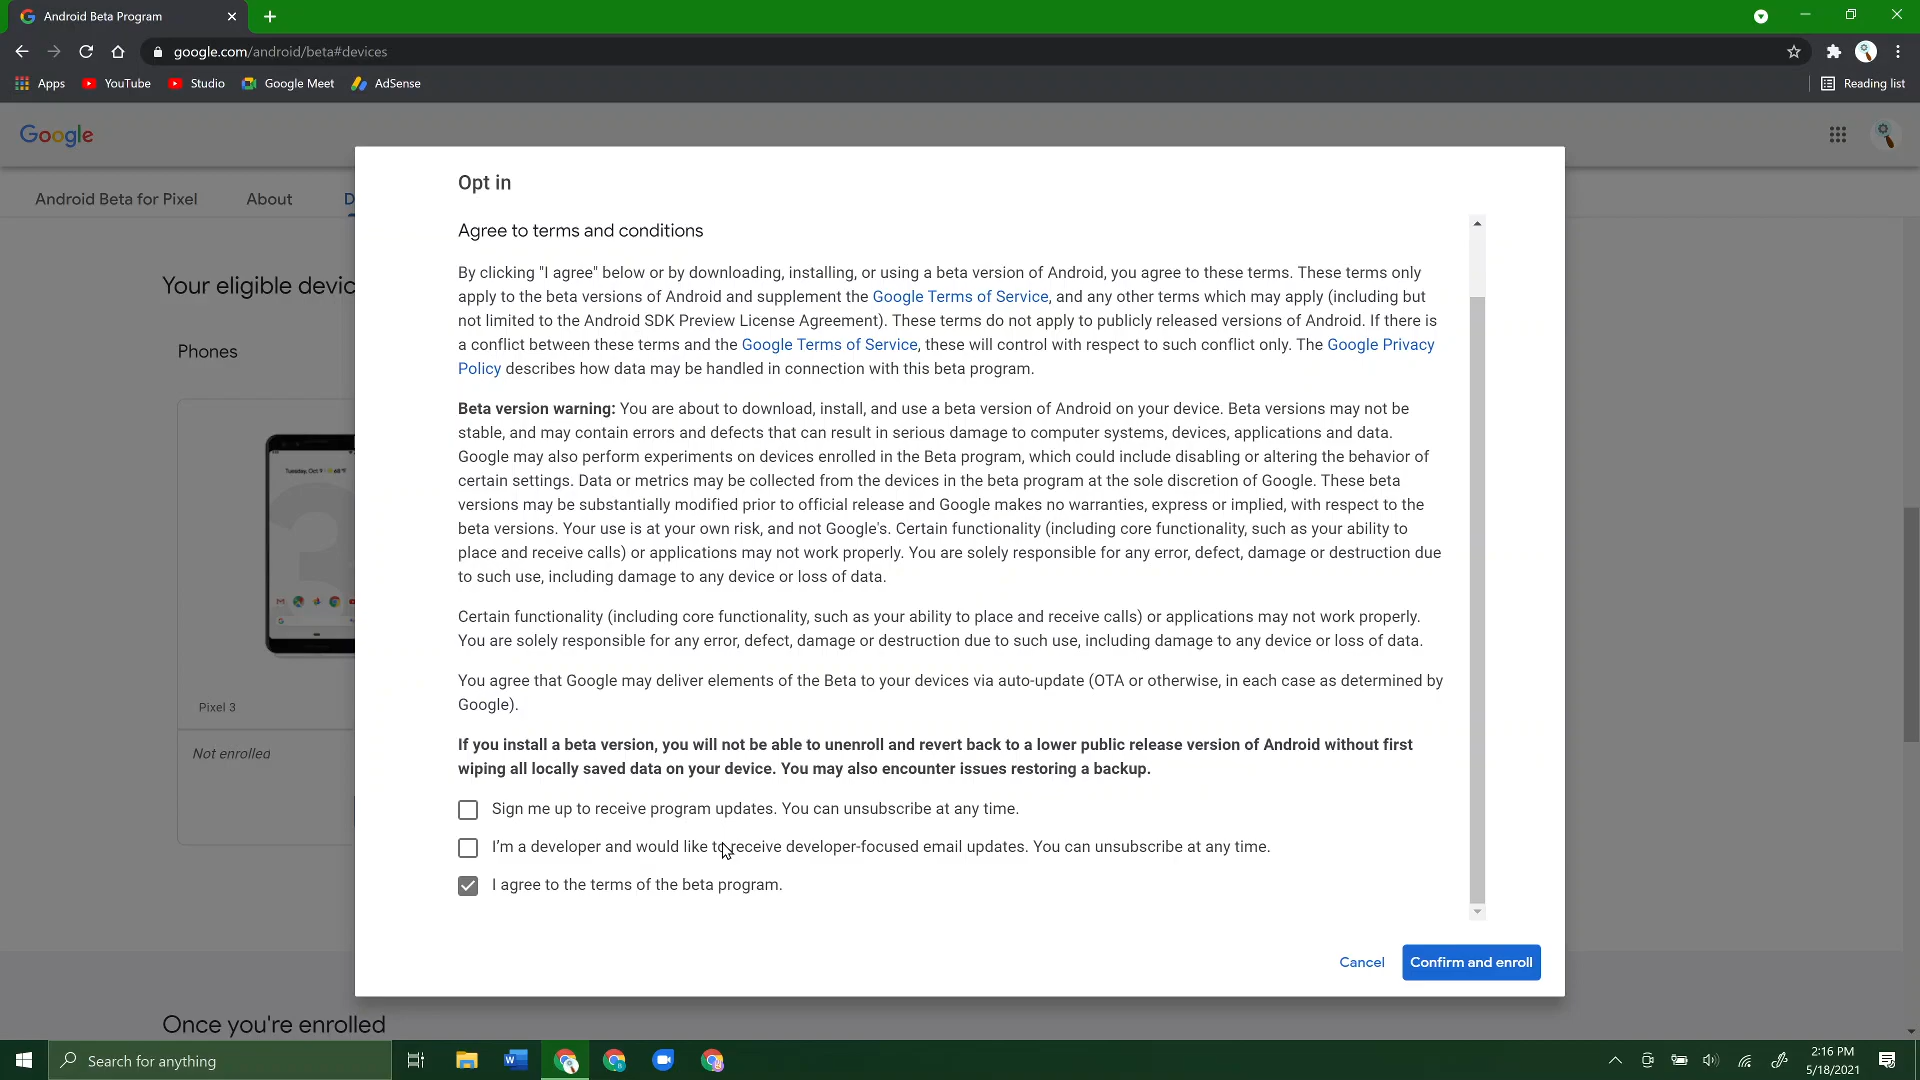 Android Beta Program
google.com/android/beta#devices
Apps
YouTube
Studio
Google Meet
AdSense
Reading list
Google
Android Beta for Pixel
About
D
Your eligible devic
Phones
Tuesday, Oct 9
Pixel 3
Not enrolled
Opt in
Agree to terms and conditions
By clicking "I agree" below or by downloading, installing, or using a beta version of Android, you agree to these terms. These terms only
apply to the beta versions of Android and supplement the Google Terms of Service, and any other terms which may apply (including but
not limited to the Android SDK Preview License Agreement). These terms do not apply to publicly released versions of Android. If there is
a conflict between these terms and the Google Terms of Service, these will control with respect to such conflict only. The Google Privacy
Policy describes how data may be handled in connection with this beta program.
Beta version warning: You are about to download, install, and use a beta version of Android on your device. Beta versions may not be
stable, and may contain errors and defects that can result in serious damage to computer systems, devices, applications and data.
Google may also perform experiments on devices enrolled in the Beta program, which could include disabling or altering the behavior of
certain settings. Data or metrics may be collected from the devices in the beta program at the sole discretion of Google. These beta
versions may be substantially modified prior to official release and Google makes no warranties, express or implied, with respect to the
beta versions. Your use is at your own risk, and not Google's. Certain functionality (including core functionality, such as your ability to
place and receive calls) or applications may not work properly. You are solely responsible for any error, defect, damage or destruction due
to such use, including damage to any device or loss of data.
Certain functionality (including core functionality, such as your ability to place and receive calls) or applications may not work properly.
You are solely responsible for any error, defect, damage or destruction due to such use, including damage to any device or loss of data.
You agree that Google may deliver elements of the Beta to your devices via auto-update (OTA or otherwise, in each case as determined by
Google).
If you install a beta version, you will not be able to unenroll and revert back to a lower public release version of Android without first
wiping all locally saved data on your device. You may also encounter issues restoring a backup.
Sign me up to receive program updates. You can unsubscribe at any time.
I'm a developer and would like to receive developer-focused email updates. You can unsubscribe at any time.
I agree to the terms of the beta program.
Cancel
Confirm and enroll
Once you're enrolled
Search for anything
2:16 PM
5/18/2021